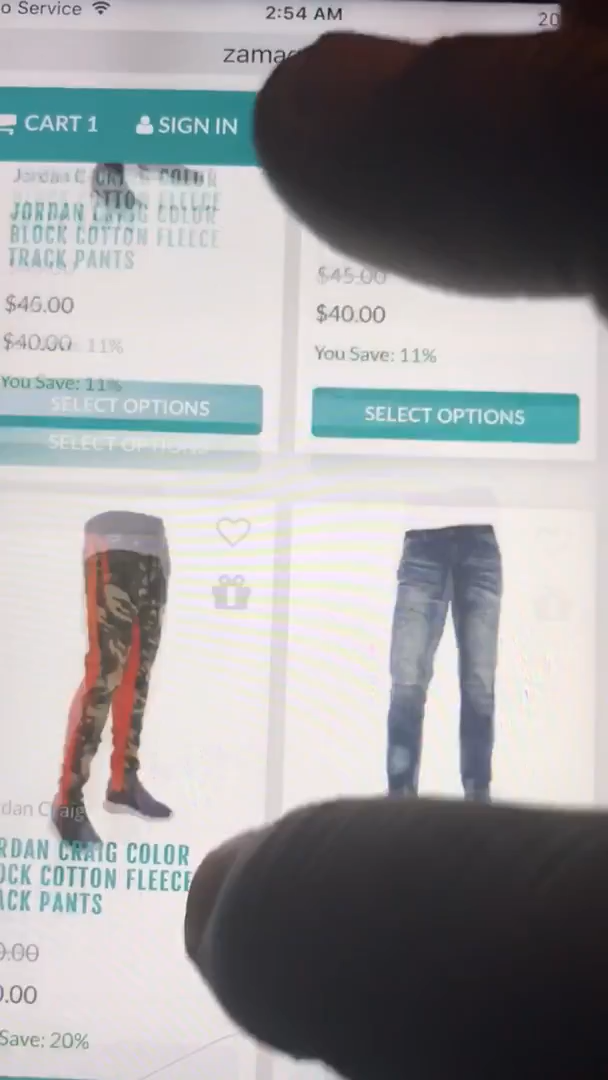 o Service
2:54 AM
20
zama
CART 1
SIGN IN
Jordan C
JORDAN CRAIG COLOR
BLOCK COTTON FLEECE
TRACK PANTS
$45.00
$40.00
You Save: 11%
SELECT OPTIONS
$45.00
$40.00
You Save: 11%
SELECT OPTIONS
dan Craig
RDAN CRAIG COLOR
OCK COTTON FLEECE
ACK PANTS
0.00
0.00
Save: 20%